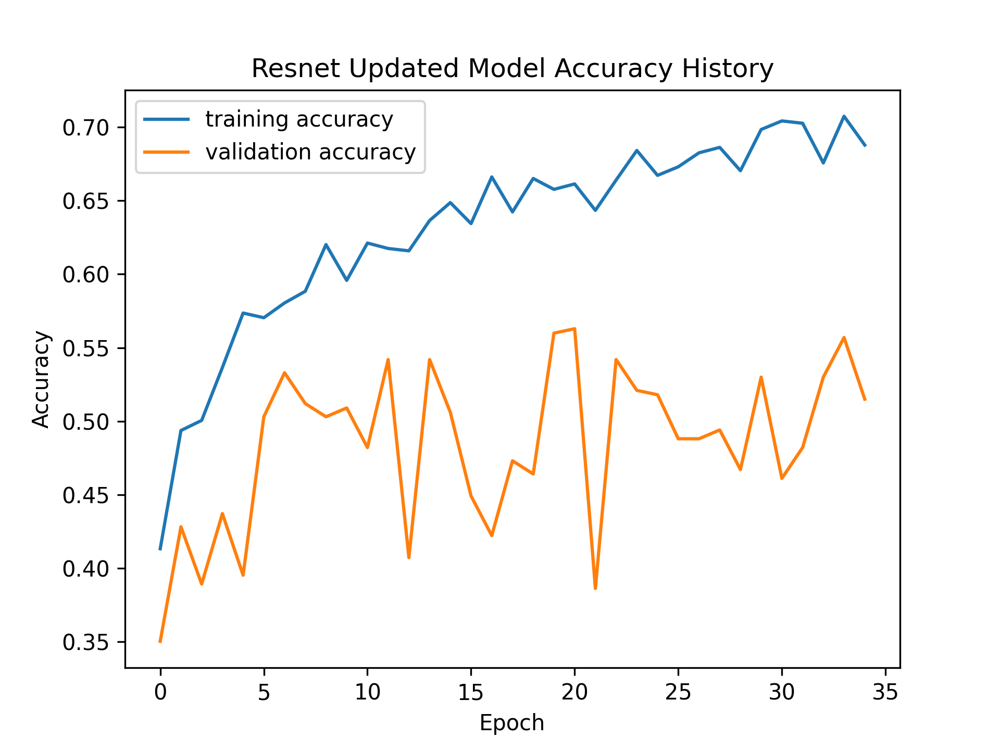 Resnet Updated Model Accuracy History
training accuracy
validation accuracy
0.70
0.65
0.60
0.55
0.50
0.45
0.40
0.35
Accuracy
0 5 10 15 20 25 30 35
Epoch